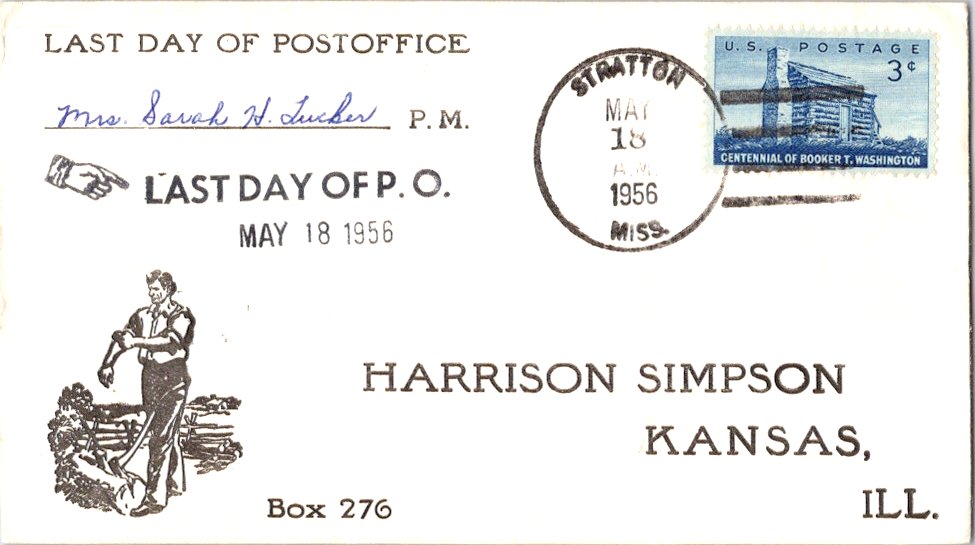 LAST DAY OF POSTOFFICE
Mrs. Sarah H. Tucker P. M.
LAST DAY OF P. O.
MAY 18 1956
STRATTON
MAY
18
A.M.
1956
MISS.
U.S. POSTAGE
3¢
CENTENNIAL OF BOOKER T. WASHINGTON
HARRISON SIMPSON
KANSAS,
Box 276
ILL.